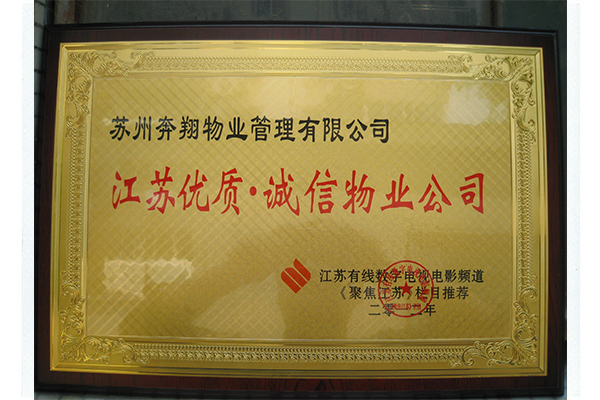 苏州奔翔物业管理有限公司
江苏优质·诚信物业公司
江苏有线数字电视电影频道
《聚焦江苏》栏目推荐
二零一二年